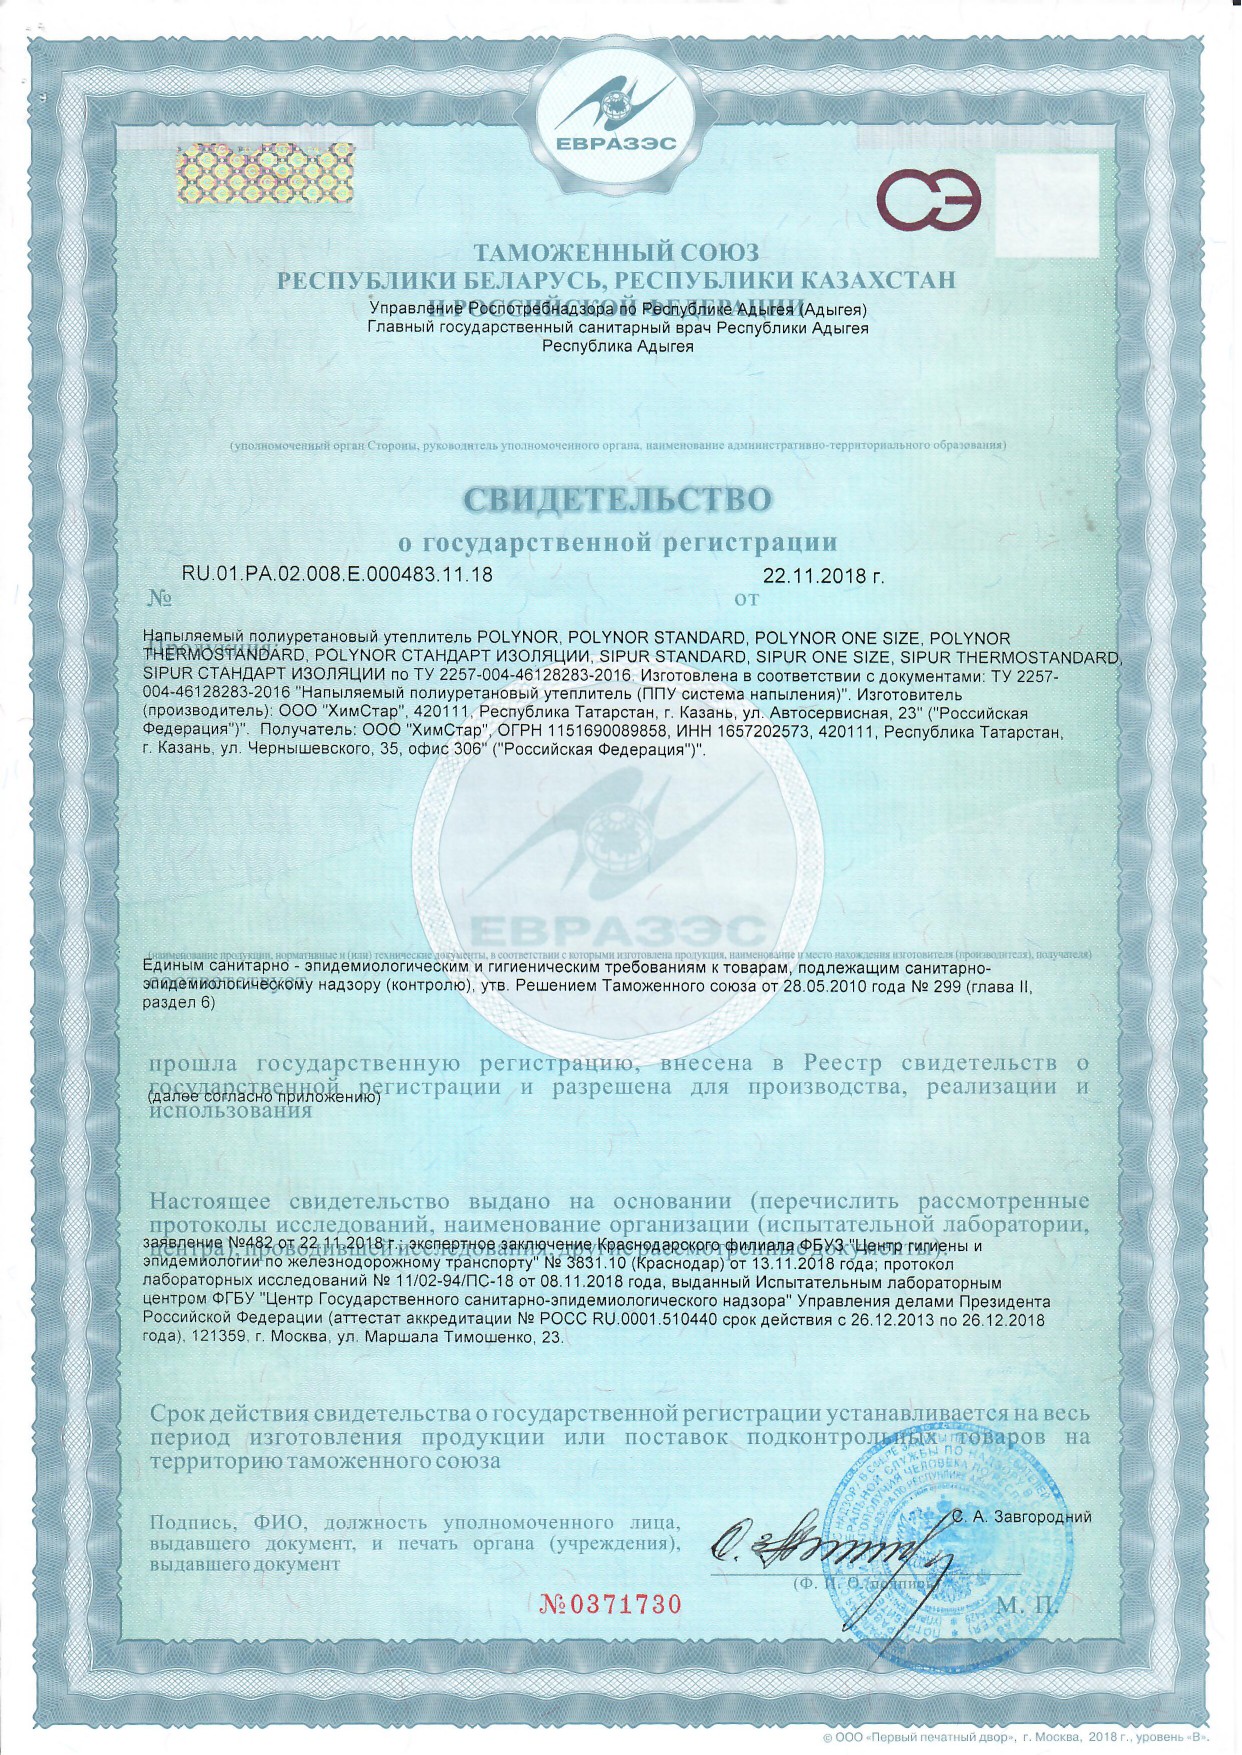 ЕВРАЗЭС
СЭ
ТАМОЖЕННЫЙ СОЮЗ
РЕСПУБЛИКИ БЕЛАРУСЬ, РЕСПУБЛИКИ КАЗАХСТАН
И РОССИЙСКОЙ ФЕДЕРАЦИИ
Управление Роспотребнадзора по Республике Адыгея (Адыгея)
Главный государственный санитарный врач Республики Адыгея
Республика Адыгея
(уполномоченный орган Стороны, руководитель уполномоченного органа, наименование административно-территориального образования)
СВИДЕТЕЛЬСТВО
о государственной регистрации
RU.01.РА.02.008.Е.000483.11.18 22.11.2018 г.
№ от
Напыляемый полиуретановый утеплитель POLYNOR, POLYNOR STANDARD, POLYNOR ONE SIZE, POLYNOR
Продукция:
THERMOSTANDARD, POLYNOR СТАНДАРТ ИЗОЛЯЦИИ, SIPUR STANDARD, SIPUR ONE SIZE, SIPUR THERMOSTANDARD,
SIPUR СТАНДАРТ ИЗОЛЯЦИИ по ТУ 2257-004-46128283-2016. Изготовлена в соответствии с документами: ТУ 2257-
004-46128283-2016 "Напыляемый полиуретановый утеплитель (ППУ система напыления)". Изготовитель
(производитель): ООО "ХимСтар", 420111, Республика Татарстан, г. Казань, ул. Автосервисная, 23" ("Российская
Федерация")". Получатель: ООО "ХимСтар", ОГРН 1151690089858, ИНН 1657202573, 420111, Республика Татарстан,
г. Казань, ул. Чернышевского, 35, офис 306" ("Российская Федерация")".
ЕВРАЗЭС
(наименование продукции, нормативные и (или) технические документы, в соответствии с которыми изготовлена продукция, наименование и место нахождения изготовителя (производителя), получателя)
Единым санитарно - эпидемиологическим и гигиеническим требованиям к товарам, подлежащим санитарно-
соответствует
эпидемиологическому надзору (контролю), утв. Решением Таможенного союза от 28.05.2010 года № 299 (глава II,
раздел 6)
прошла государственную регистрацию, внесена в Реестр свидетельств о
государственной регистрации и разрешена для производства, реализации и
(далее согласно приложению)
использования
Настоящее свидетельство выдано на основании (перечислить рассмотренные
протоколы исследований, наименование организации (испытательной лаборатории,
центра), проводившей исследования, другие рассмотренные документы)
заявление №482 от 22.11.2018 г.; экспертное заключение Краснодарского филиала ФБУЗ "Центр гигиены и
эпидемиологии по железнодорожному транспорту" № 3831.10 (Краснодар) от 13.11.2018 года; протокол
лабораторных исследований № 11/02-94/ПС-18 от 08.11.2018 года, выданный Испытательным лабораторным
центром ФГБУ "Центр Государственного санитарно-эпидемиологического надзора" Управления делами Президента
Российской Федерации (аттестат аккредитации № РОСС RU.0001.510440 срок действия с 26.12.2013 по 26.12.2018
года), 121359, г. Москва, ул. Маршала Тимошенко, 23.
Срок действия свидетельства о государственной регистрации устанавливается на весь
период изготовления продукции или поставок подконтрольных товаров на
территорию таможенного союза
Подпись, ФИО, должность уполномоченного лица,
выдавшего документ, и печать органа (учреждения),
выдавшего документ
С. А. Завгородний
(Ф. И. О./подпись)
№0371730 М. П.
© ООО «Первый печатный двор», г. Москва, 2018 г., уровень «В».